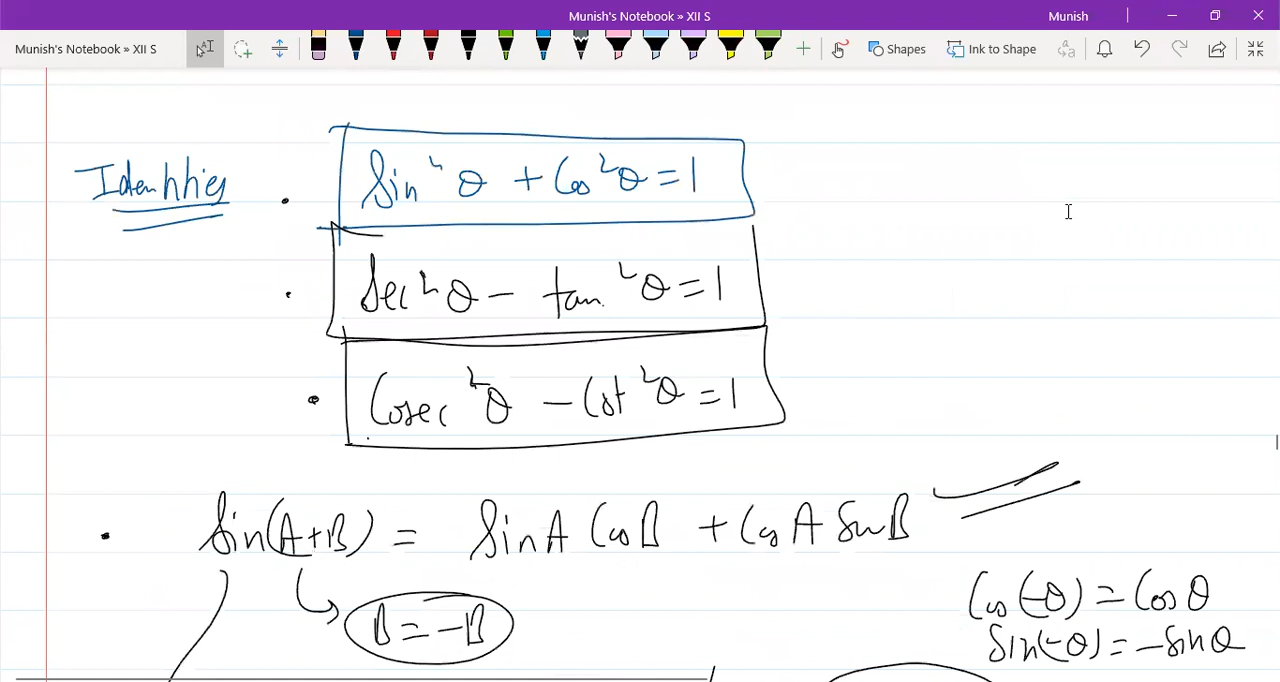 Munish's Notebook » XII S
Munish
Munish's Notebook » XII S
Shapes
Ink to Shape
Identities
Sin²θ + Cos²θ = 1
Sec²θ - tan²θ = 1
Cosec²θ - Cot²θ = 1
Sin(A+B) = SinA CosB + CosA SinB
B = -B
Cos(-θ) = Cosθ
Sin(-θ) = -Sinθ